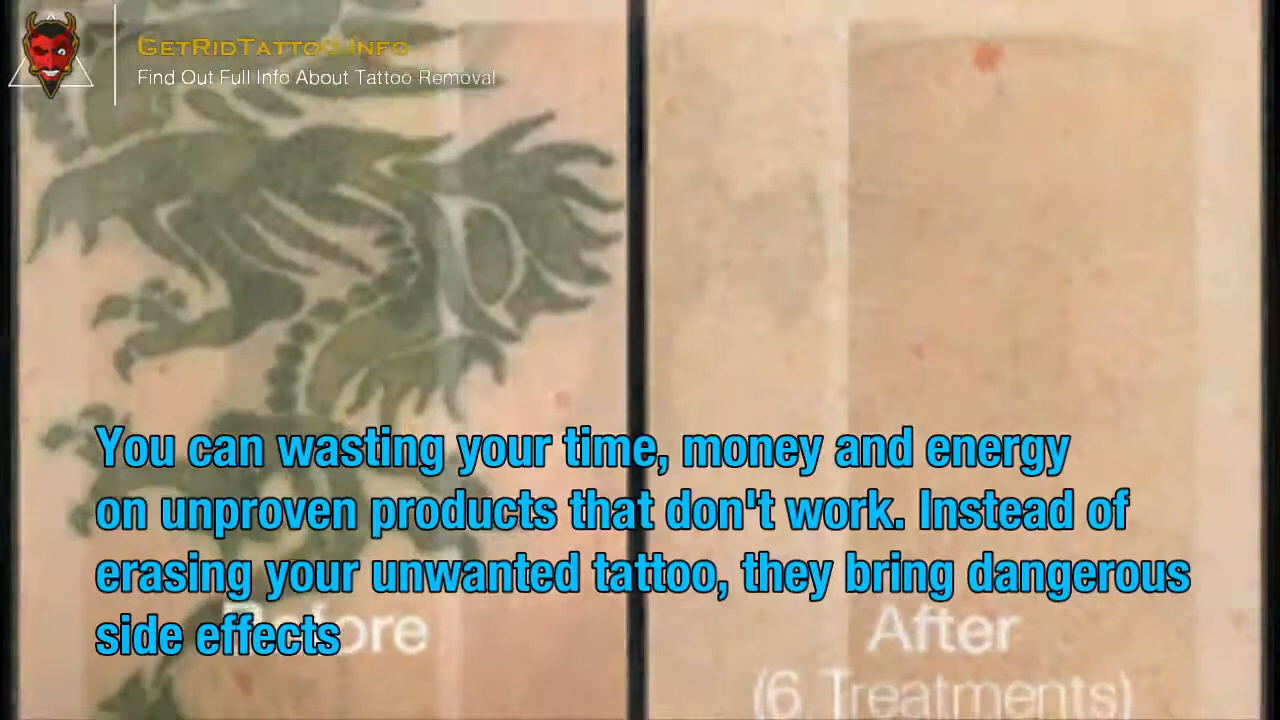 GETRIDTATTOO.INFO
Find Out Full Info About Tattoo Removal
You can wasting your time, money and energy
on unproven products that don't work. Instead of
erasing your unwanted tattoo, they bring dangerous
side effects
Before
After
(6 Treatments)